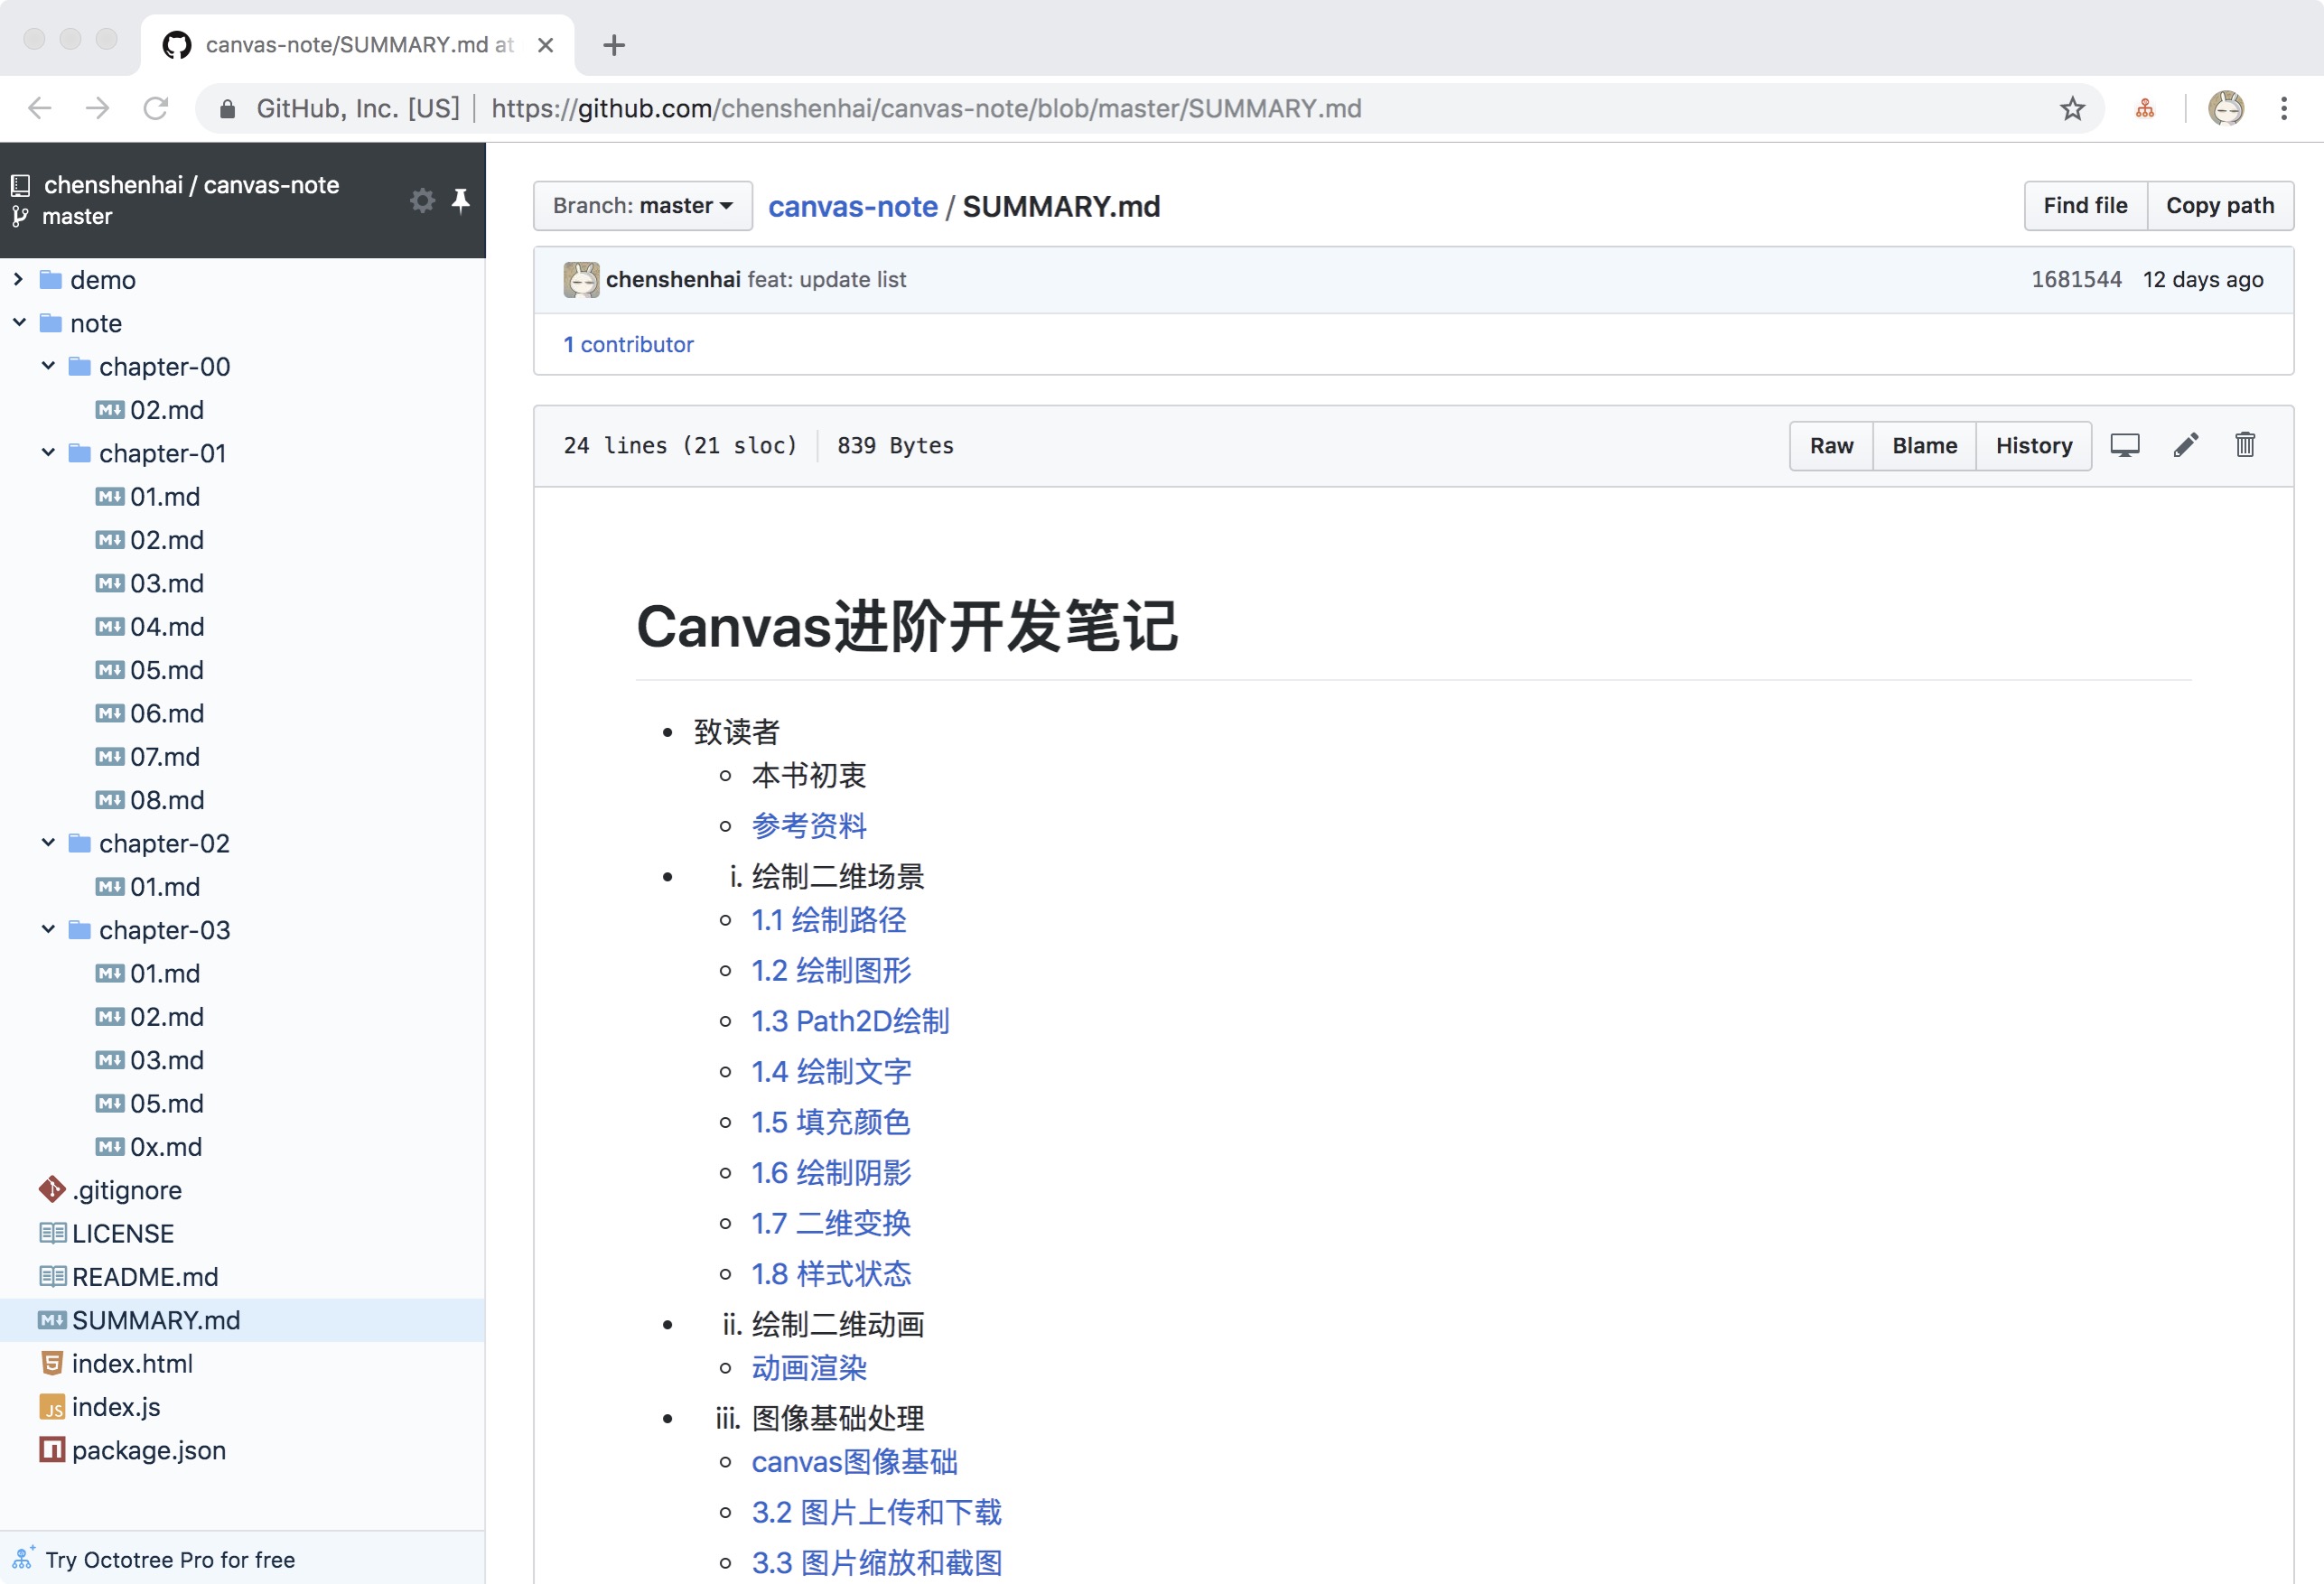 canvas-note/SUMMARY.md at
GitHub, Inc. [US] | https://github.com/chenshenhai/canvas-note/blob/master/SUMMARY.md
chenshenhai / canvas-note
master
demo
note
chapter-00
02.md
chapter-01
01.md
02.md
03.md
04.md
05.md
06.md
07.md
08.md
chapter-02
01.md
chapter-03
01.md
02.md
03.md
05.md
0x.md
.gitignore
LICENSE
README.md
SUMMARY.md
index.html
index.js
package.json
Try Octotree Pro for free
Branch: master
canvas-note / SUMMARY.md
Find file
Copy path
chenshenhai feat: update list
1681544 12 days ago
1 contributor
24 lines (21 sloc) | 839 Bytes
Raw
Blame
History
Canvas进阶开发笔记
致读者
本书初衷
参考资料
i. 绘制二维场景
1.1 绘制路径
1.2 绘制图形
1.3 Path2D绘制
1.4 绘制文字
1.5 填充颜色
1.6 绘制阴影
1.7 二维变换
1.8 样式状态
ii. 绘制二维动画
动画渲染
iii. 图像基础处理
canvas图像基础
3.2 图片上传和下载
3.3 图片缩放和截图